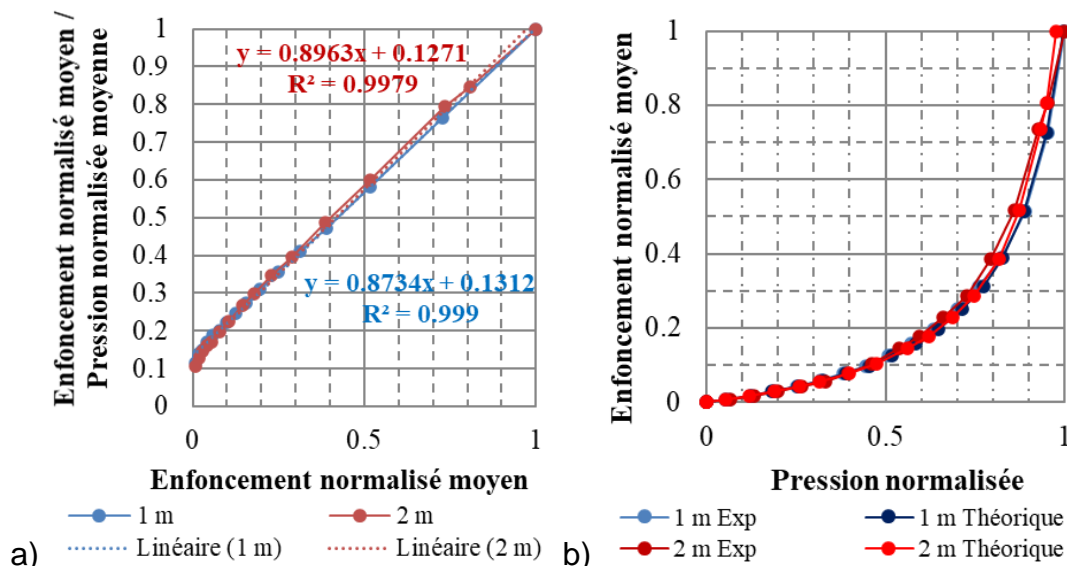 Enfoncement normalisé moyen /
Pression normalisée moyenne
1
0.9
0.8
0.7
0.6
0.5
0.4
0.3
0.2
0.1
0
y = 0.8963x + 0.1271
R² = 0.9979
y = 0.8734x + 0.1312
R² = 0.999
0
0.5
1
Enfoncement normalisé moyen
1 m
2 m
Linéaire (1 m)
Linéaire (2 m)
a)
Enfoncement normalisé moyen
1
0.8
0.6
0.4
0.2
0
0
0.5
1
Pression normalisée
1 m Exp
1 m Théorique
2 m Exp
2 m Théorique
b)